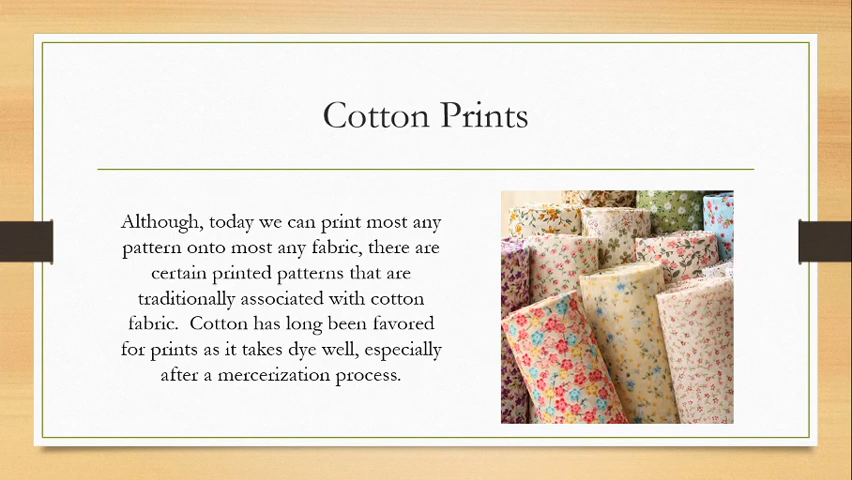 Cotton Prints
Although, today we can print most any
pattern onto most any fabric, there are
certain printed patterns that are
traditionally associated with cotton
fabric.  Cotton has long been favored
for prints as it takes dye well, especially
after a mercerization process.